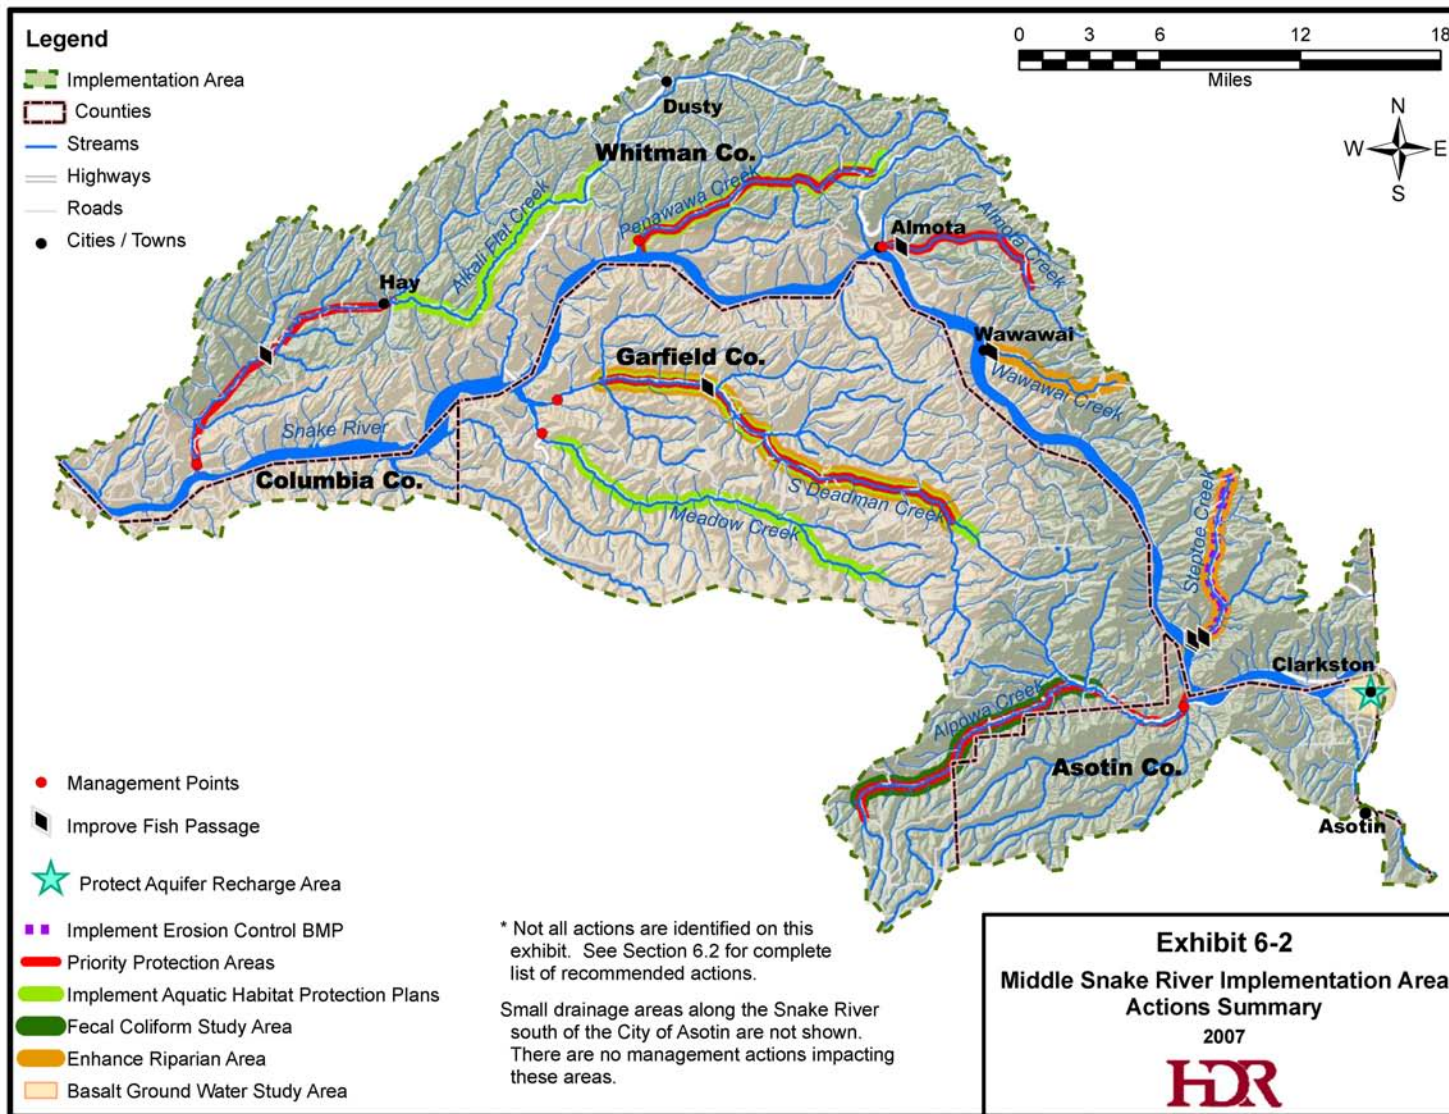 Legend
Implementation Area
Counties
Streams
Highways
Roads
Cities / Towns
0 3 6 12 18
Miles
N
W E
S
Dusty
Whitman Co.
Penawawa Creek
Alkali Flat Creek
Almota
Almota Creek
Hay
Wawawai
Wawawai Creek
Garfield Co.
Snake River
Columbia Co.
S Deadman Creek
Meadow Creek
Steptoe Creek
Clarkston
Alpowa Creek
Asotin Co.
Asotin
Management Points
Improve Fish Passage
Protect Aquifer Recharge Area
Implement Erosion Control BMP
Priority Protection Areas
Implement Aquatic Habitat Protection Plans
Fecal Coliform Study Area
Enhance Riparian Area
Basalt Ground Water Study Area
* Not all actions are identified on this
exhibit. See Section 6.2 for complete
list of recommended actions.
Small drainage areas along the Snake River
south of the City of Asotin are not shown.
There are no management actions impacting
these areas.
Exhibit 6-2
Middle Snake River Implementation Area
Actions Summary
2007
HDR